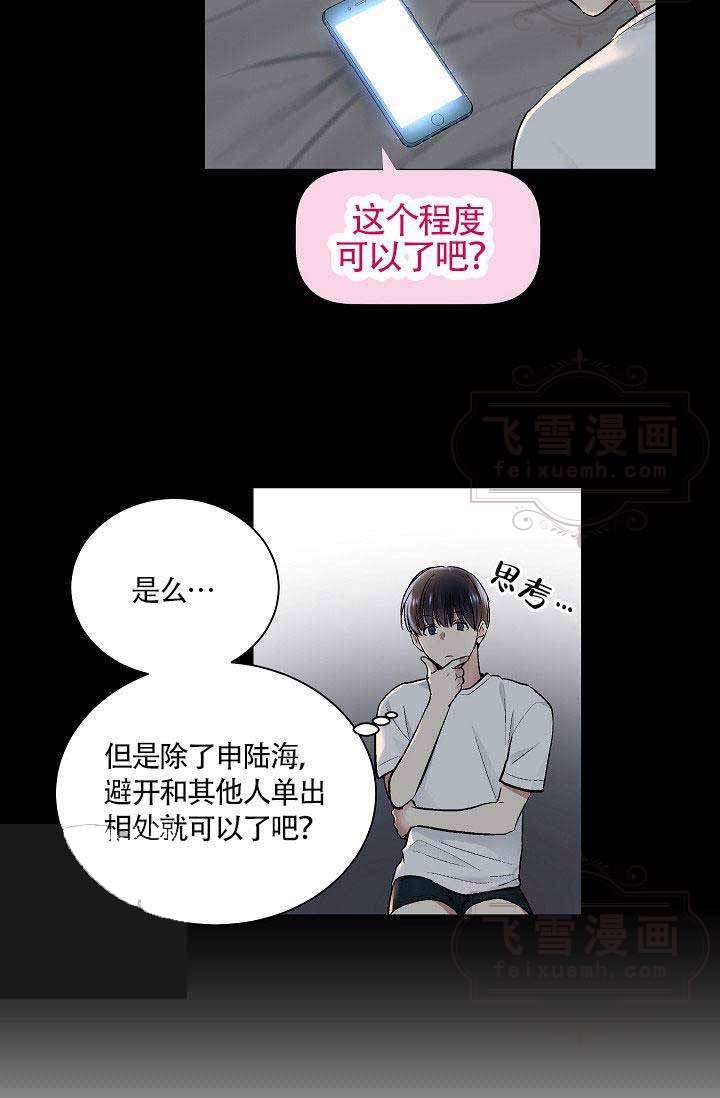 这个程度
可以了吧?
飞雪漫画
feixuemh.com
是么…
思考...
但是除了申陆海,
避开和其他人单出
相处就可以了吧?
飞雪漫画
feixuemh.com